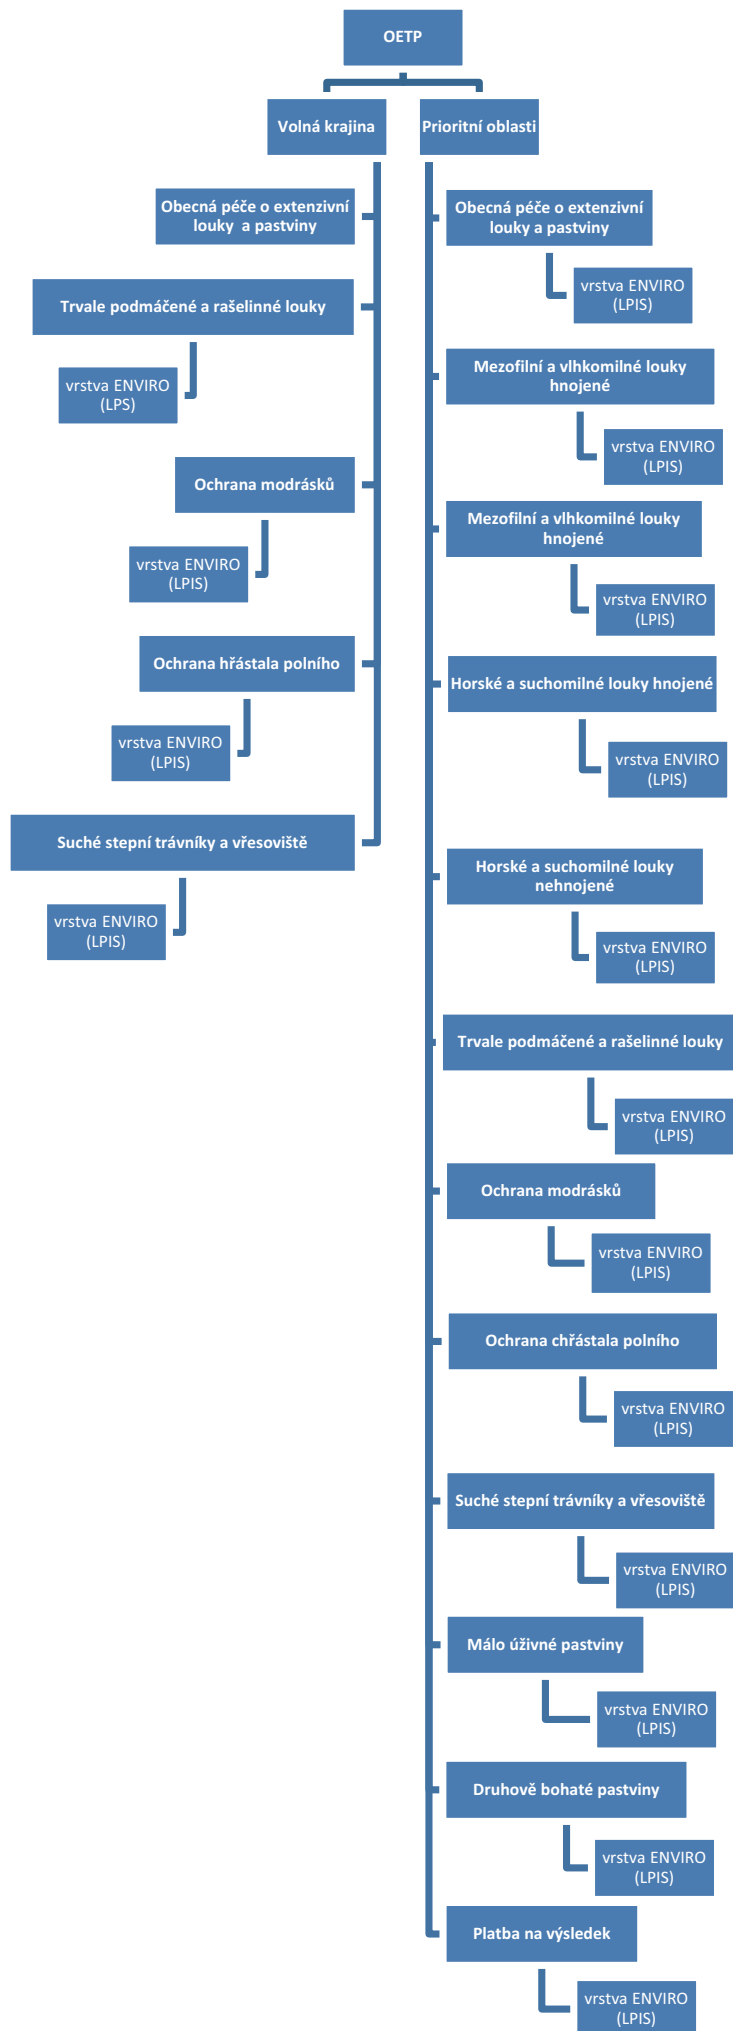 OETP
Volná krajina
Obecná péče o extenzivní
louky  a pastviny
Trvale podmáčené a rašelinné louky
vrstva ENVIRO
(LPS)
Ochrana modrásků
vrstva ENVIRO
(LPIS)
Ochrana hřástala polního
vrstva ENVIRO
(LPIS)
Suché stepní trávníky a vřesoviště
vrstva ENVIRO
(LPIS)
Prioritní oblasti
Obecná péče o extenzivní
louky a pastviny
vrstva ENVIRO
(LPIS)
Mezofilní a vlhkomilné louky
hnojené
vrstva ENVIRO
(LPIS)
Mezofilní a vlhkomilné louky
hnojené
vrstva ENVIRO
(LPIS)
Horské a suchomilné louky hnojené
vrstva ENVIRO
(LPIS)
Horské a suchomilné louky
nehnojené
vrstva ENVIRO
(LPIS)
Trvale podmáčené a rašelinné louky
vrstva ENVIRO
(LPIS)
Ochrana modrásků
vrstva ENVIRO
(LPIS)
Ochrana chřástala polního
vrstva ENVIRO
(LPIS)
Suché stepní trávníky a vřesoviště
vrstva ENVIRO
(LPIS)
Málo úživné pastviny
vrstva ENVIRO
(LPIS)
Druhově bohaté pastviny
vrstva ENVIRO
(LPIS)
Platba na výsledek
vrstva ENVIRO
(LPIS)